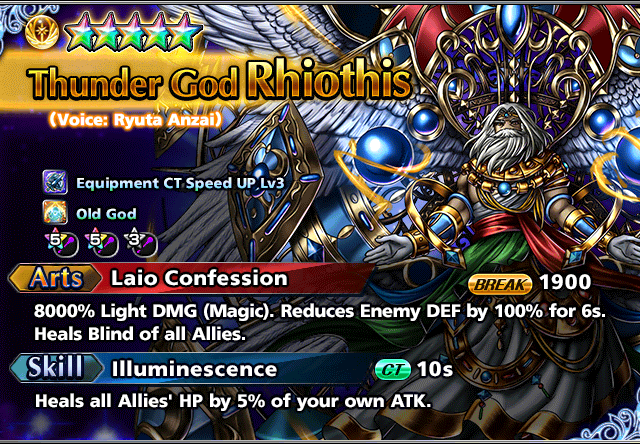 Thunder God Rhiothis
(Voice: Ryuta Anzai)
Equipment CT Speed UP Lv3
Old God
5 5 3
Arts Laio Confession BREAK 1900
8000% Light DMG (Magic). Reduces Enemy DEF by 100% for 6s.
Heals Blind of all Allies.
Skill Illuminescence CT 10s
Heals all Allies' HP by 5% of your own ATK.